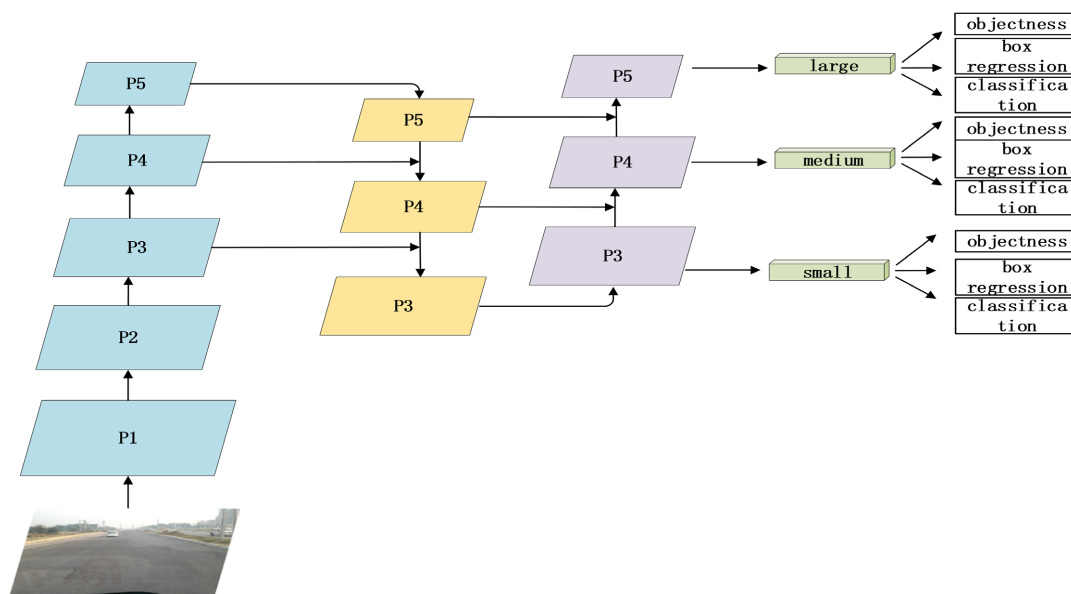 P5
P4
P3
P2
P1
P5
P4
P3
P5
P4
P3
large
medium
small
objectness
box
regression
classifica
tion
objectness
box
regression
classifica
tion
objectness
box
regression
classifica
tion